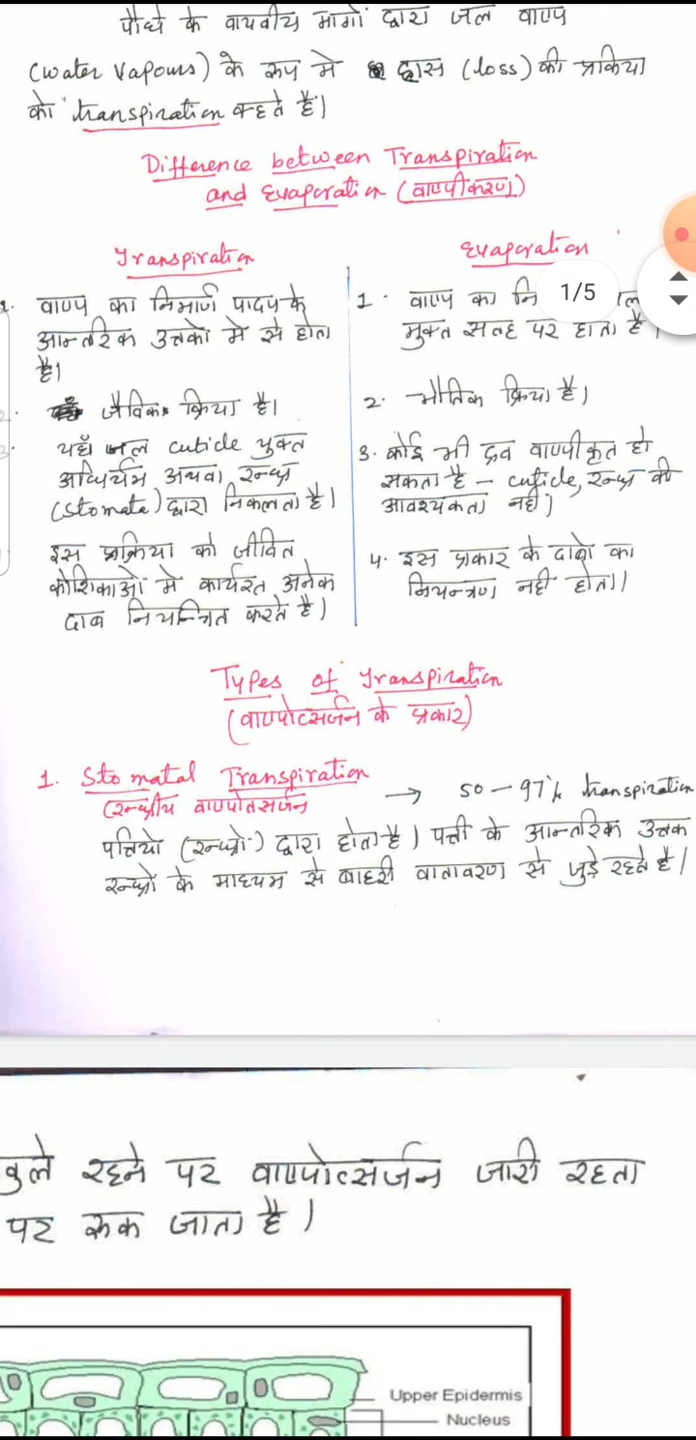 पौधे के वायवीय भागों द्वारा जल वाष्प
(water vapours) के रूप मे ह्रास (loss) की प्रक्रिया
को transpiration कहते हैं।
Difference between Transpiration
and Evaporation (वाष्पीकरण)
Transpiration
1. वाष्प का निर्माण पादप के
आन्तरिक उत्तकों मे से होता
है।
2. जैविक क्रिया है।
3. यहाँ जल cuticle युक्त
अधिचर्म अथवा रन्ध्र
(stomate) द्वारा निकलता है।
इस प्रक्रिया को जीवित
कोशिकाओं मे कार्यरत अनेक
दाब नियन्त्रित करते है।
Evaporation
1. वाष्प का नि
मुक्त सतह पर होता है।
2. भौतिक क्रिया है।
3. कोई भी द्रव वाष्पीकृत हो
सकता है – cuticle, रन्ध्र की
आवश्यकता नही।
4. इस प्रकार के दाबो का
नियन्त्रण नही होता।
1/5
Types of Transpiration
(वाष्पोत्सर्जन के प्रकार)
1. Stomatal Transpiration → 50 – 97% transpiration
(रन्ध्रीय वाष्पोतसर्जन
पत्तियो (रन्ध्रो) द्वारा होता है। पत्ती के आन्तरिक उत्तक
रन्ध्रों के माध्यम से बाहरी वातावरण से जुड़े रहते है।
खुले रहने पर वाष्पोत्सर्जन जारी रहता
पर रूक जाता है।
Upper Epidermis
Nucleus